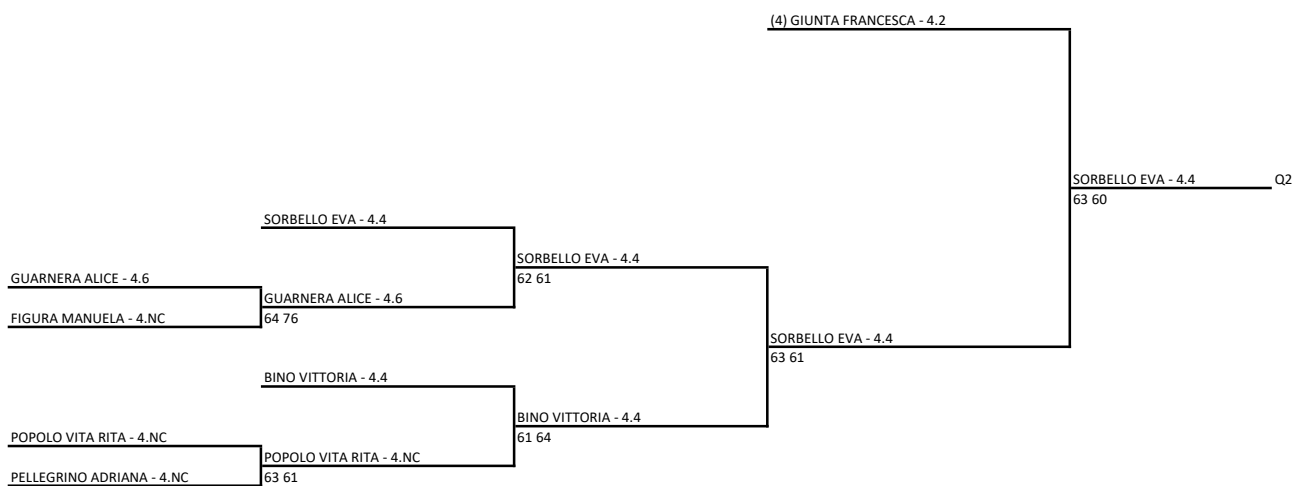 (4) GIUNTA FRANCESCA - 4.2
SORBELLO EVA - 4.4
Q2
63 60
SORBELLO EVA - 4.4
SORBELLO EVA - 4.4
62 61
GUARNERA ALICE - 4.6
GUARNERA ALICE - 4.6
FIGURA MANUELA - 4.NC
64 76
SORBELLO EVA - 4.4
63 61
BINO VITTORIA - 4.4
BINO VITTORIA - 4.4
61 64
POPOLO VITA RITA - 4.NC
POPOLO VITA RITA - 4.NC
PELLEGRINO ADRIANA - 4.NC
63 61